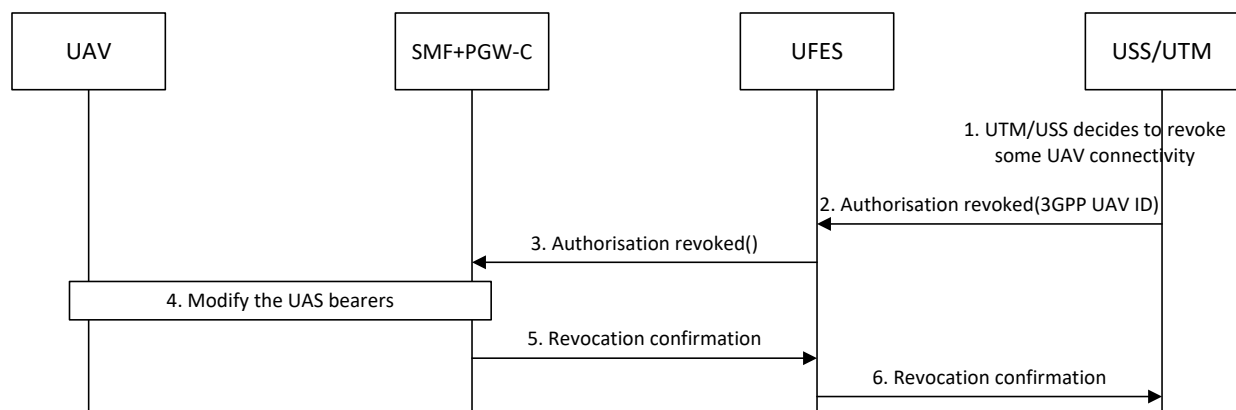 UAV
SMF+PGW-C
UFES
USS/UTM
1. UTM/USS decides to revoke
some UAV connectivity
2. Authorisation revoked(3GPP UAV ID)
3. Authorisation revoked()
4. Modify the UAS bearers
5. Revocation confirmation
6. Revocation confirmation